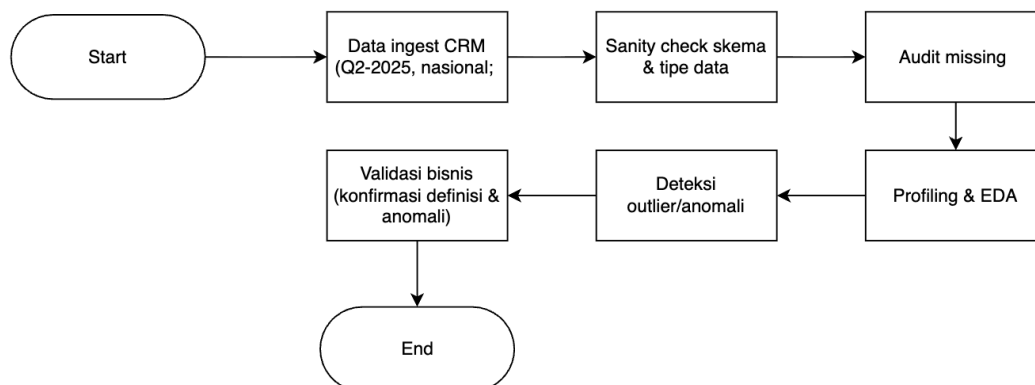 Start
Data ingest CRM
(Q2-2025, nasional;
Sanity check skema
& tipe data
Audit missing
Profiling & EDA
Deteksi
outlier/anomali
Validasi bisnis
(konfirmasi definisi &
anomali)
End